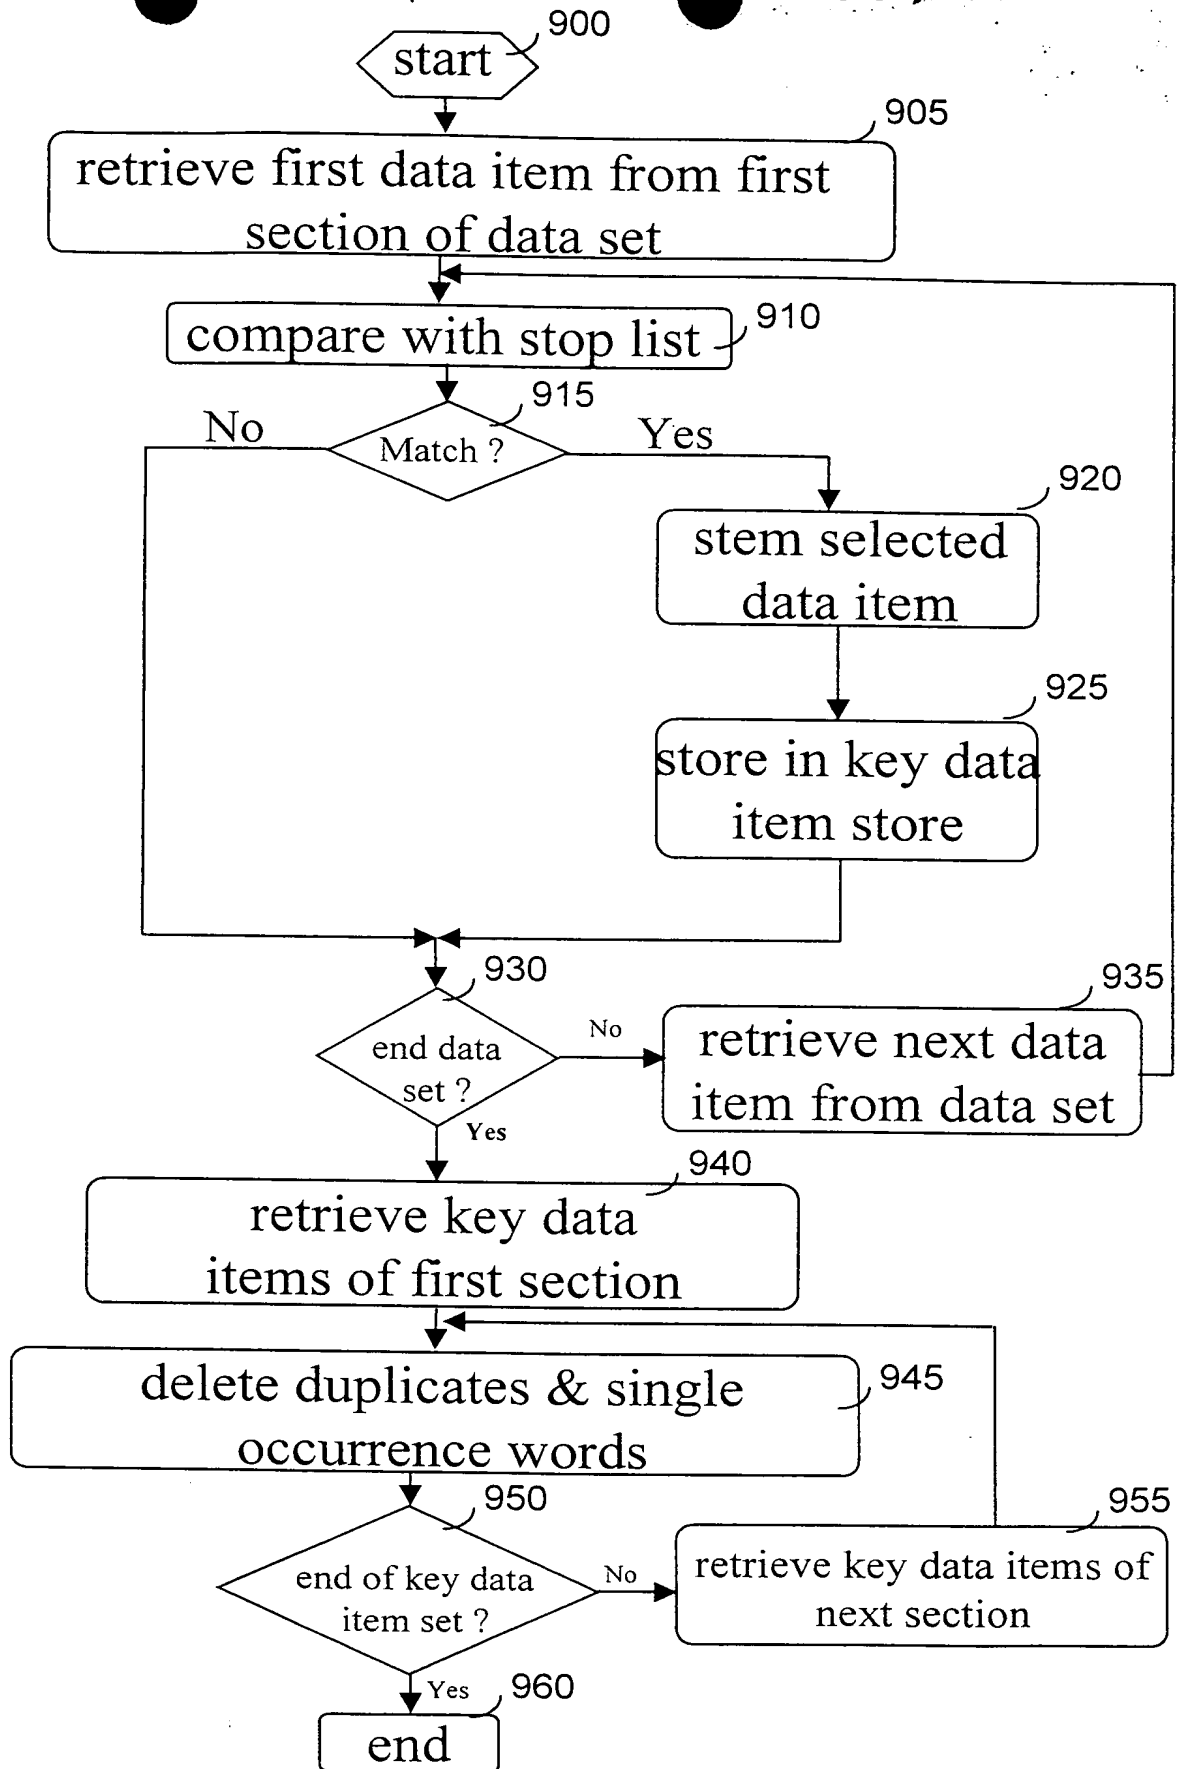 900
start
905
retrieve first data item from first
section of data set
compare with stop list
910
915
No
Match ?
Yes
920
stem selected
data item
925
store in key data
item store
930
end data
set ?
No
935
retrieve next data
item from data set
Yes
940
retrieve key data
items of first section
delete duplicates & single
occurrence words
945
950
end of key data
item set ?
No
955
retrieve key data items of
next section
Yes
960
end